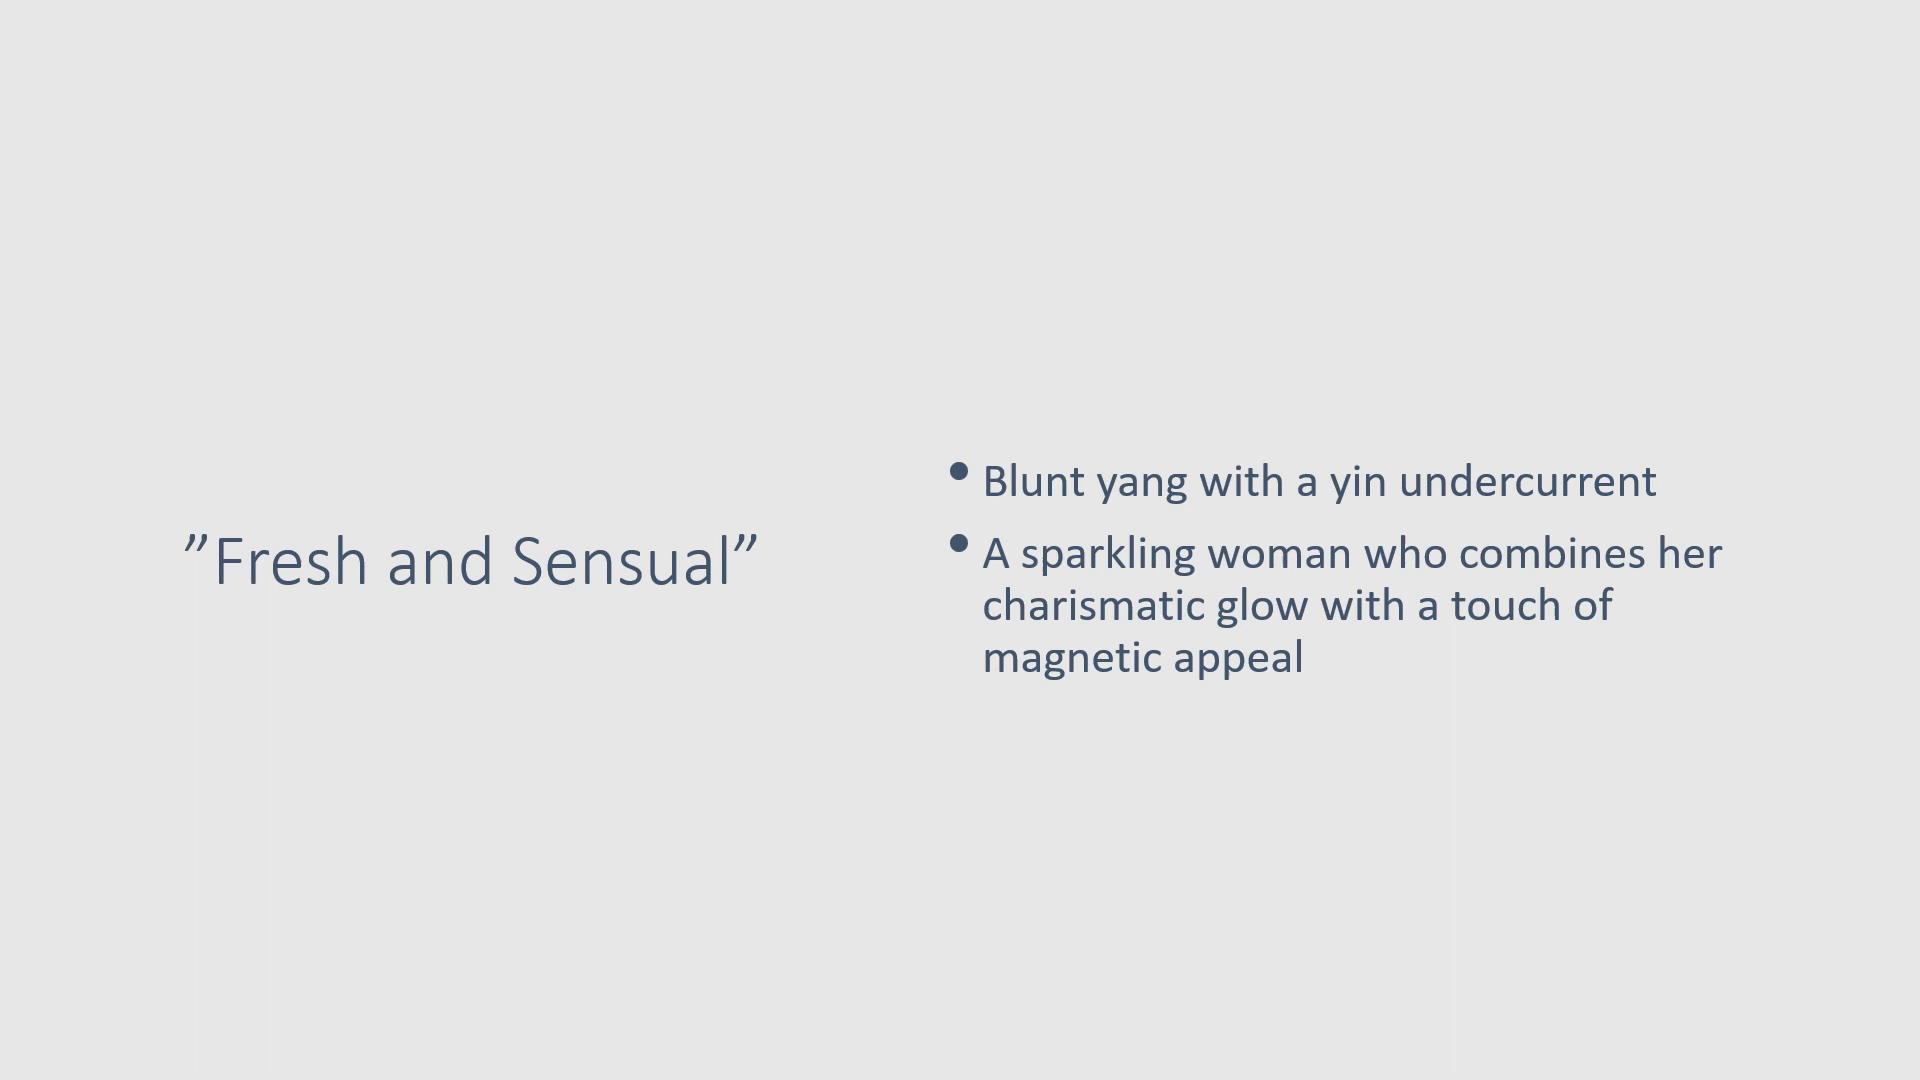 ”Fresh and Sensual”
• Blunt yang with a yin undercurrent
• A sparkling woman who combines her
charismatic glow with a touch of
magnetic appeal